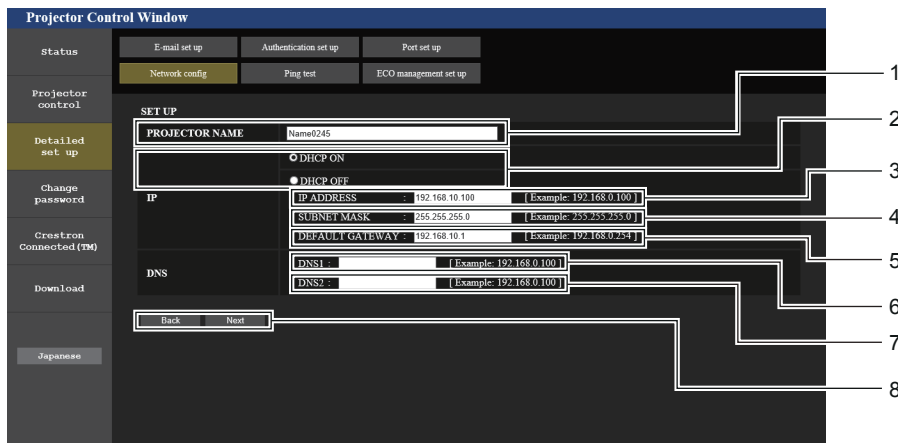 Projector Control Window
Status
E-mail set up Authentication set up Port set up
Network config Ping test ECO management set up
Projector
control
Detailed
set up
Change
password
Crestron
Connected(TM)
Download
Japanese
SET UP
PROJECTOR NAME Name0245
DHCP ON
DHCP OFF
IP
IP ADDRESS : 192.168.10.100 [ Example: 192.168.0.100 ]
SUBNET MASK : 255.255.255.0 [ Example: 255.255.255.0 ]
DEFAULT GATEWAY : 192.168.10.1 [ Example: 192.168.0.254 ]
DNS
DNS1 : [ Example: 192.168.0.100 ]
DNS2 : [ Example: 192.168.0.100 ]
Back Next
1
2
3
4
5
6
7
8